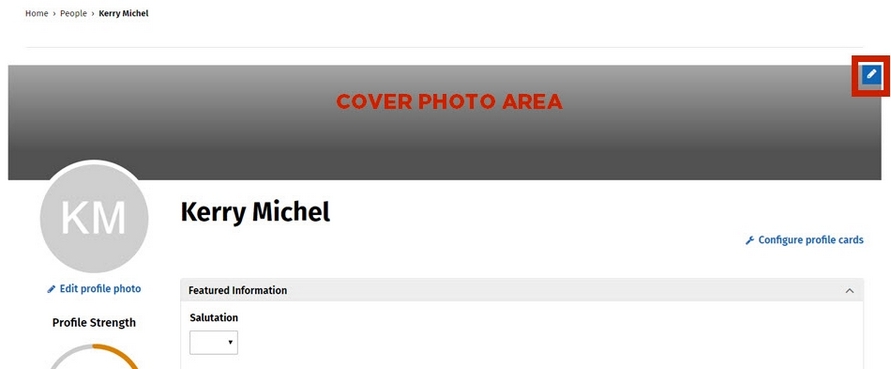 Home › People › Kerry Michel
COVER PHOTO AREA
KM
Kerry Michel
Configure profile cards
Edit profile photo
Featured Information
Profile Strength
Salutation